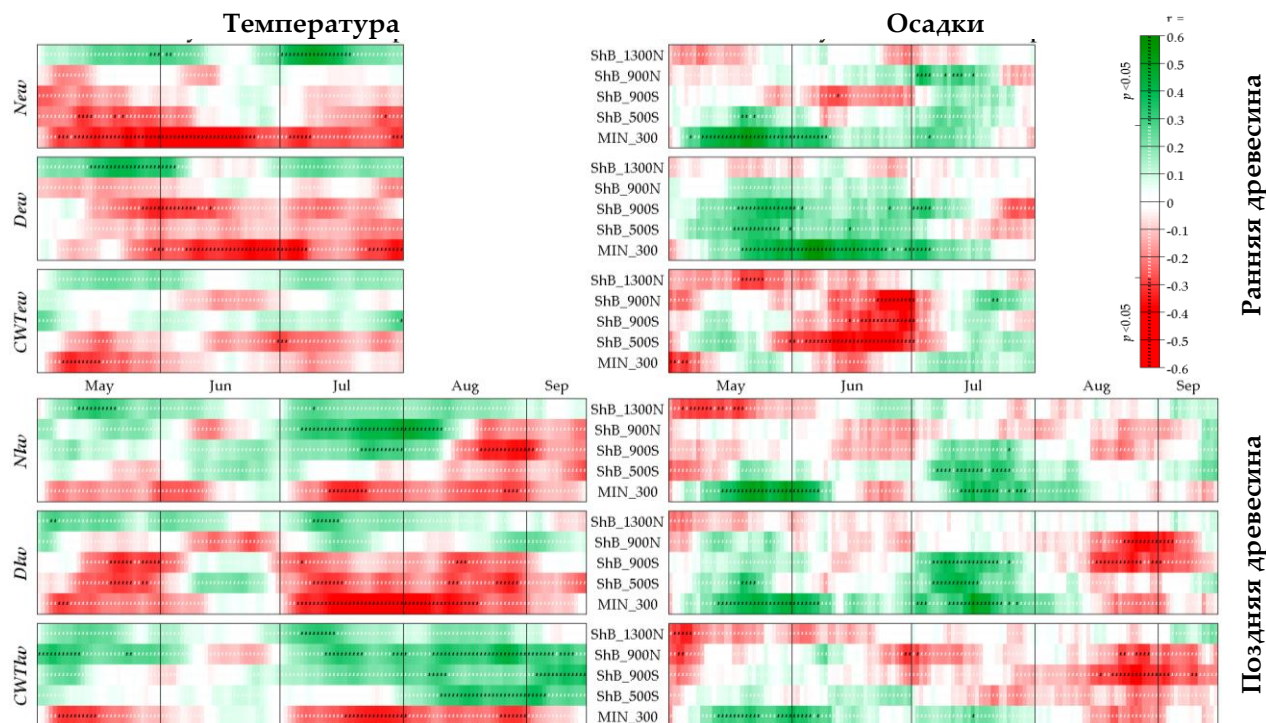 Температура
Осадки
r =
0.6
0.5
0.4
0.3
0.2
0.1
0
-0.1
-0.2
-0.3
-0.4
-0.5
-0.6
p <0.05
p <0.05
Ранняя древесина
New
ShB_1300N
ShB_900N
ShB_900S
ShB_500S
MIN_300
Dew
ShB_1300N
ShB_900N
ShB_900S
ShB_500S
MIN_300
CWTew
ShB_1300N
ShB_900N
ShB_900S
ShB_500S
MIN_300
May Jun Jul Aug Sep May Jun Jul Aug Sep
Поздняя древесина
Nlw
ShB_1300N
ShB_900N
ShB_900S
ShB_500S
MIN_300
Dlw
ShB_1300N
ShB_900N
ShB_900S
ShB_500S
MIN_300
CWTlw
ShB_1300N
ShB_900N
ShB_900S
ShB_500S
MIN_300